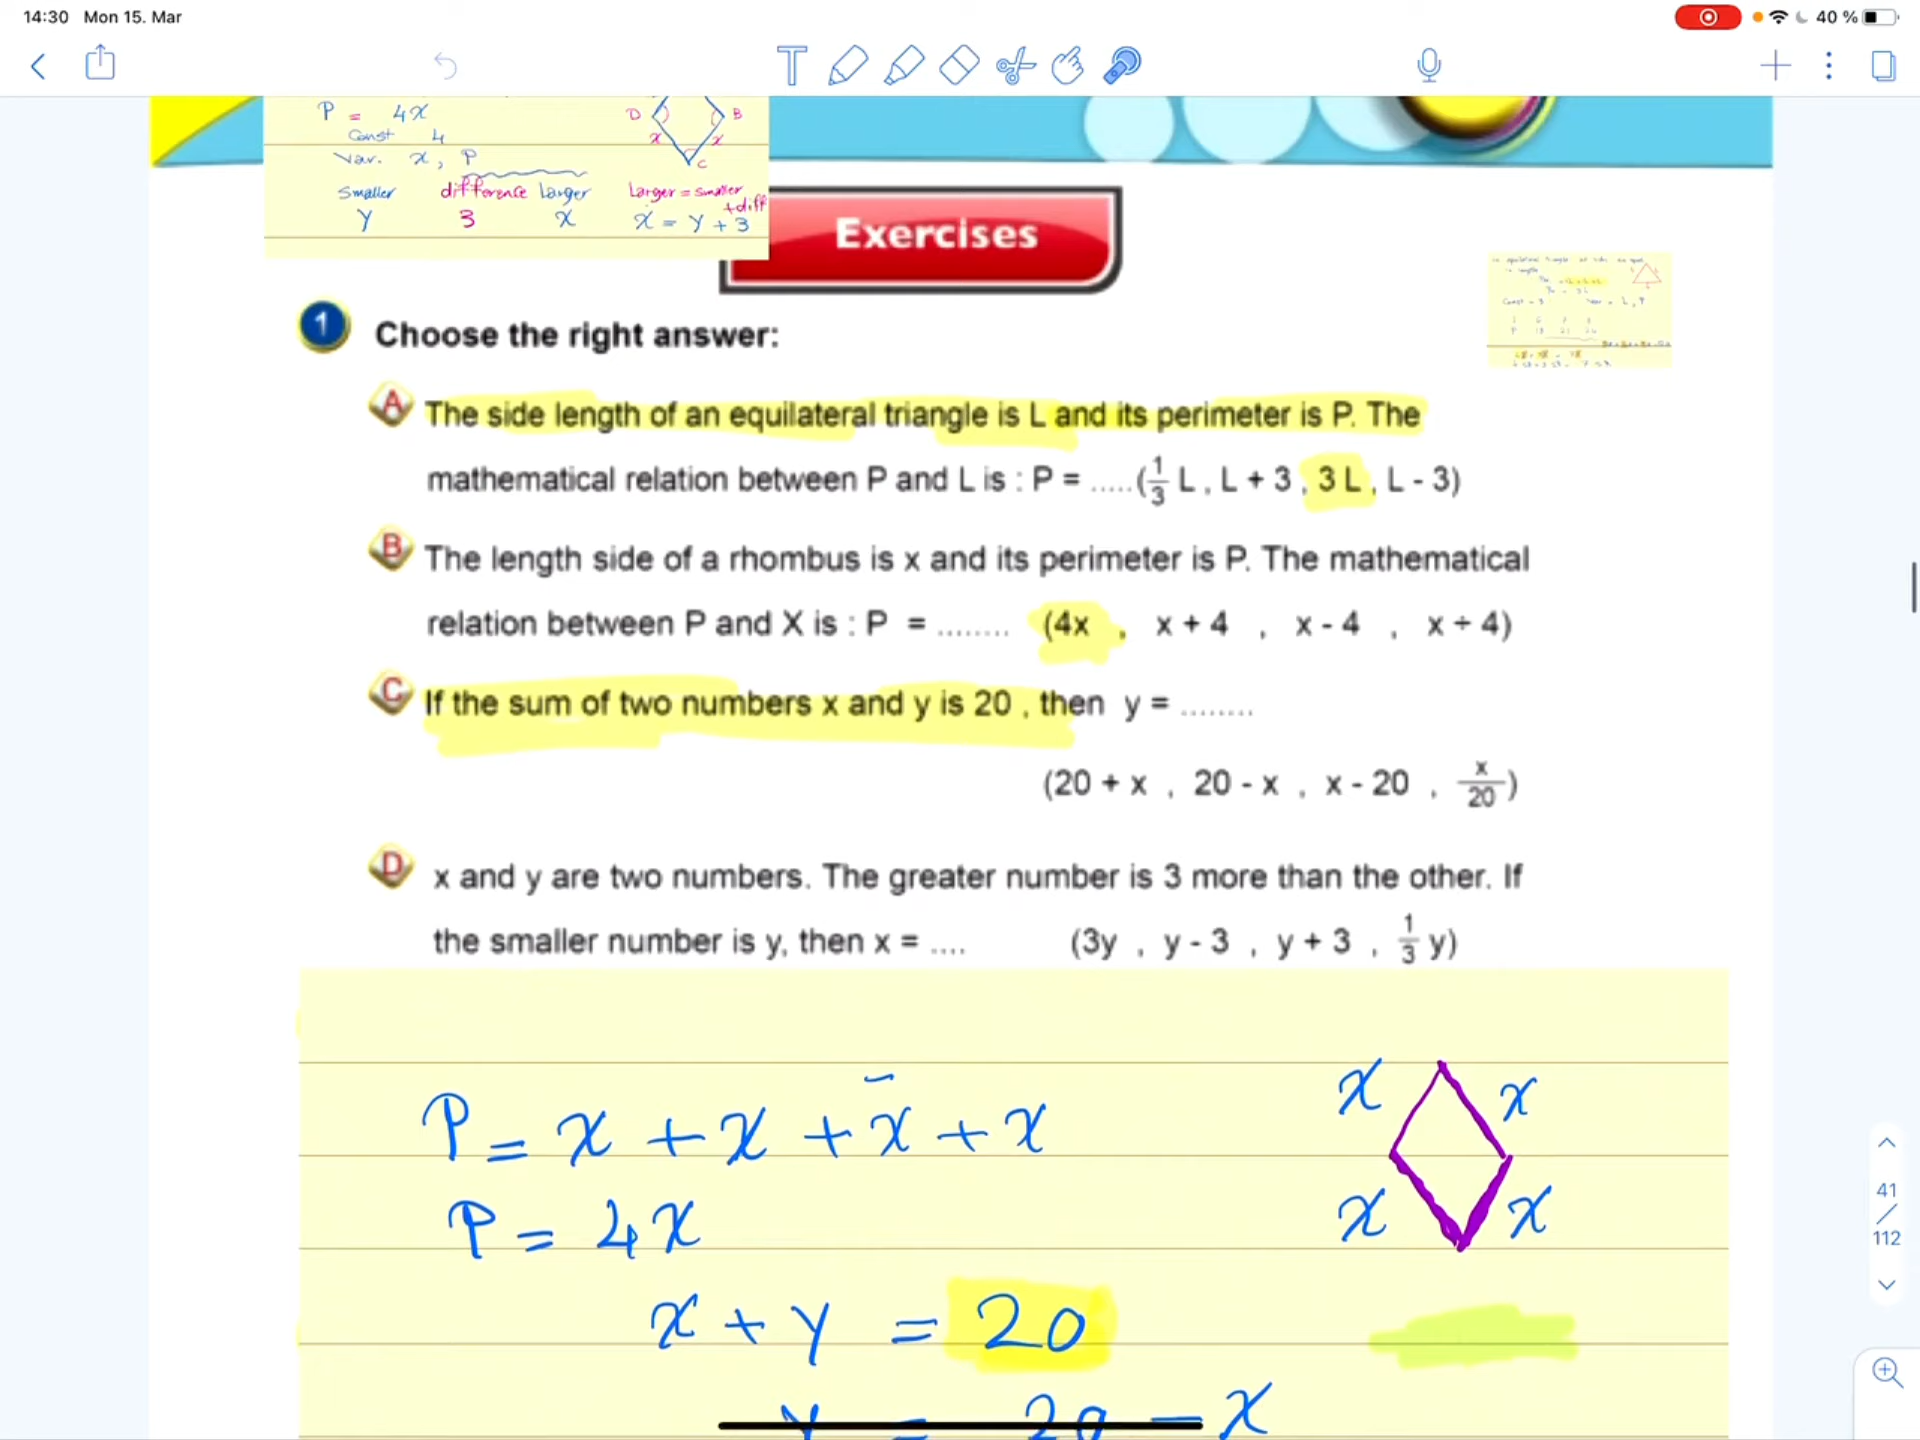 14:30 Mon 15. Mar
40 %
P = 4x
Const 4
Var. x, P
D B
x x
C
Smaller difference larger Larger = smaller +diff
y 3 x x = y + 3
Exercises
1 Choose the right answer:
A The side length of an equilateral triangle is L and its perimeter is P. The
mathematical relation between P and L is : P = .....(1/3 L , L + 3 , 3 L , L - 3)
B The length side of a rhombus is x and its perimeter is P. The mathematical
relation between P and X is : P = ........ (4x , x + 4 , x - 4 , x ÷ 4)
C If the sum of two numbers x and y is 20 , then y = ........
(20 + x , 20 - x , x - 20 , x/20)
D x and y are two numbers. The greater number is 3 more than the other. If
the smaller number is y, then x = .... (3y , y - 3 , y + 3 , 1/3 y)
P = x + x + x + x
x x
P = 4x
x x
x + y = 20
y = 20 - x
41
/
112